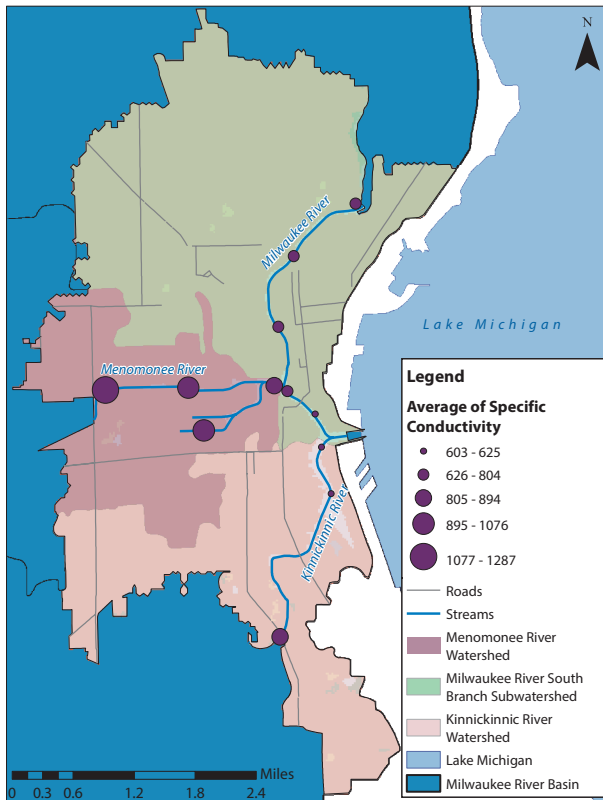 N
Milwaukee River
Lake Michigan
Menomonee River
Kinnickinnic River
Legend
Average of Specific
Conductivity
603 - 625
626 - 804
805 - 894
895 - 1076
1077 - 1287
Roads
Streams
Menomonee River
Watershed
Milwaukee River South
Branch Subwatershed
Kinnickinnic River
Watershed
Lake Michigan
Milwaukee River Basin
Miles
0 0.3 0.6 1.2 1.8 2.4